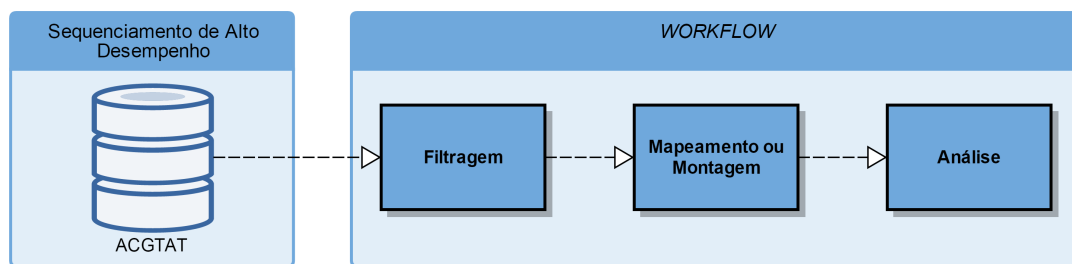 Sequenciamento de Alto
Desempenho
ACGTAT
WORKFLOW
Filtragem
Mapeamento ou
Montagem
Análise